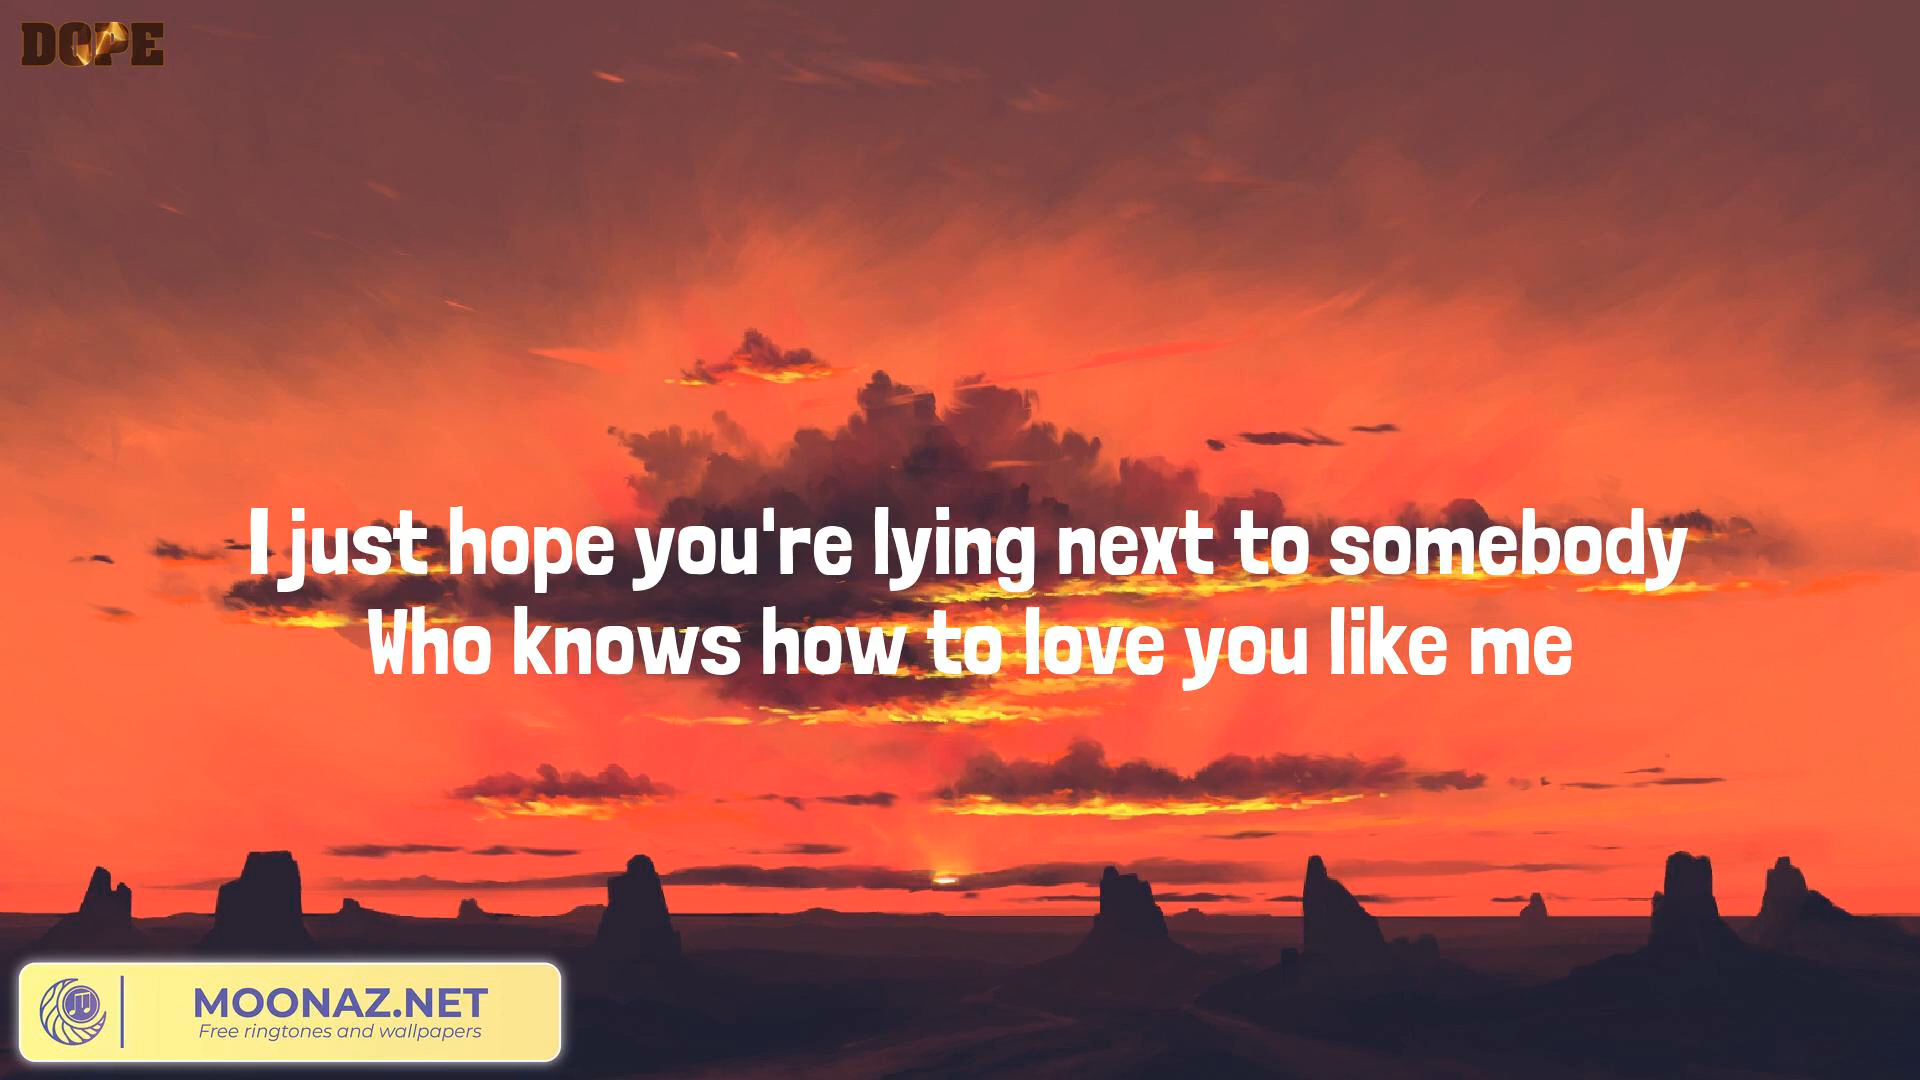 DOPE
I just hope you're lying next to somebody
Who knows how to love you like me
MOONAZ.NET
Free ringtones and wallpapers